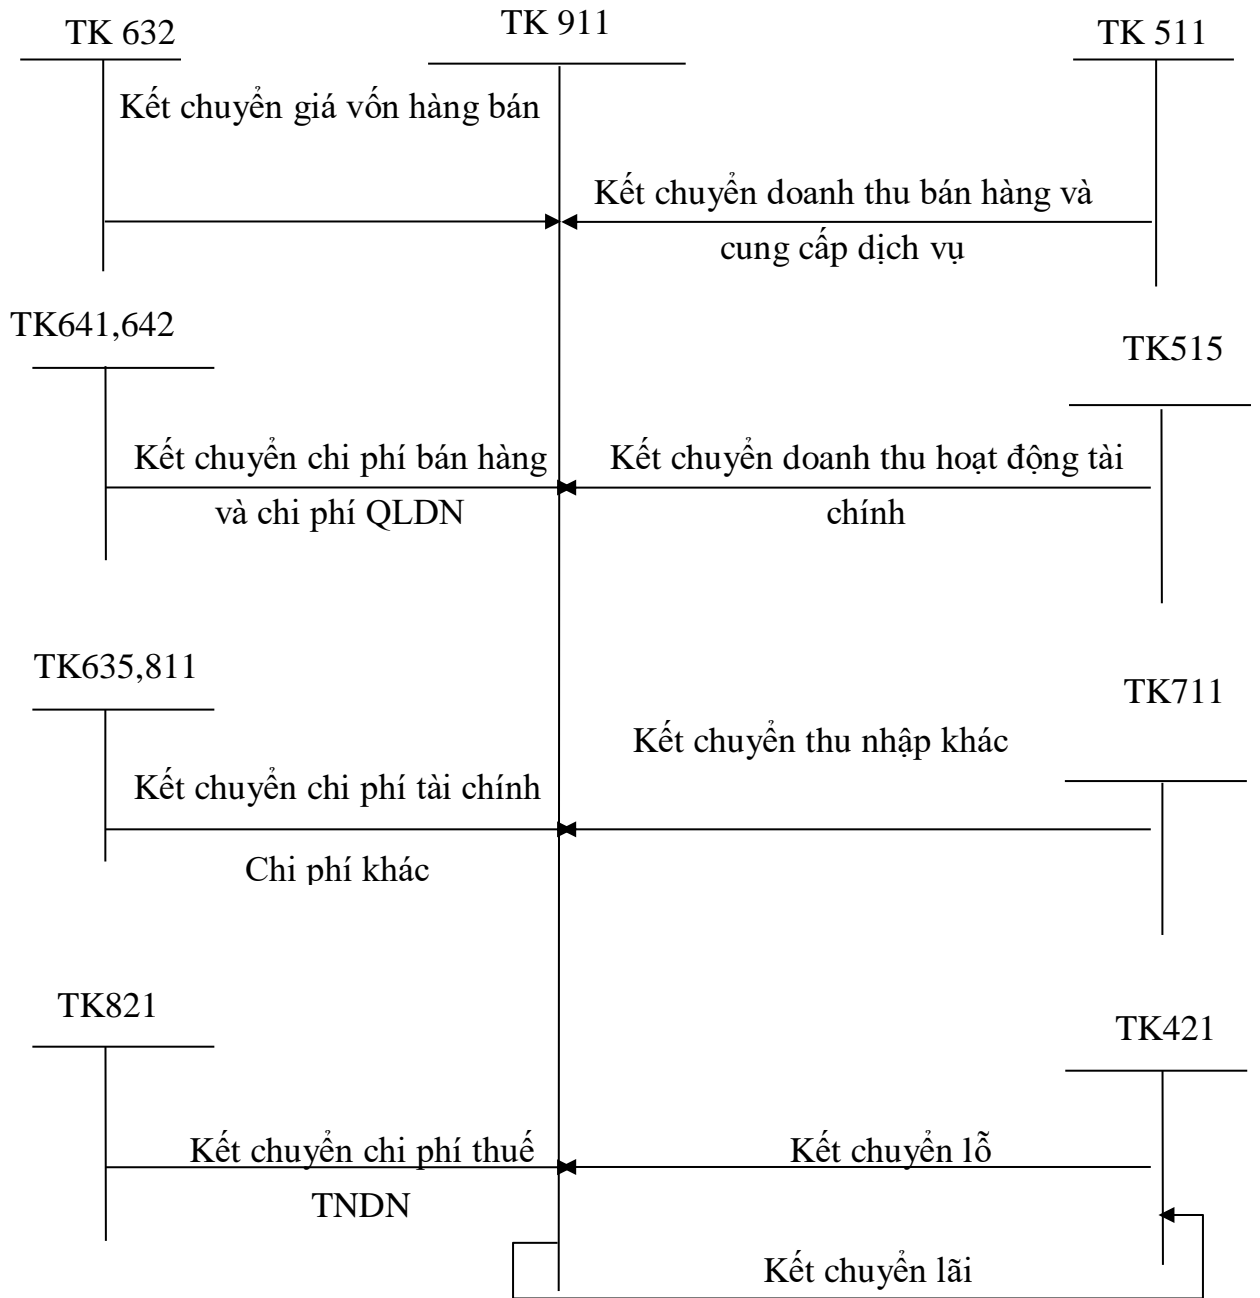 TK 632
TK 911
TK 511
Kết chuyển giá vốn hàng bán
Kết chuyển doanh thu bán hàng và
cung cấp dịch vụ
TK641,642
TK515
Kết chuyển chi phí bán hàng
và chi phí QLDN
Kết chuyển doanh thu hoạt động tài
chính
TK635,811
TK711
Kết chuyển thu nhập khác
Kết chuyển chi phí tài chính
Chi phí khác
TK821
TK421
Kết chuyển chi phí thuế
TNDN
Kết chuyển lỗ
Kết chuyển lãi